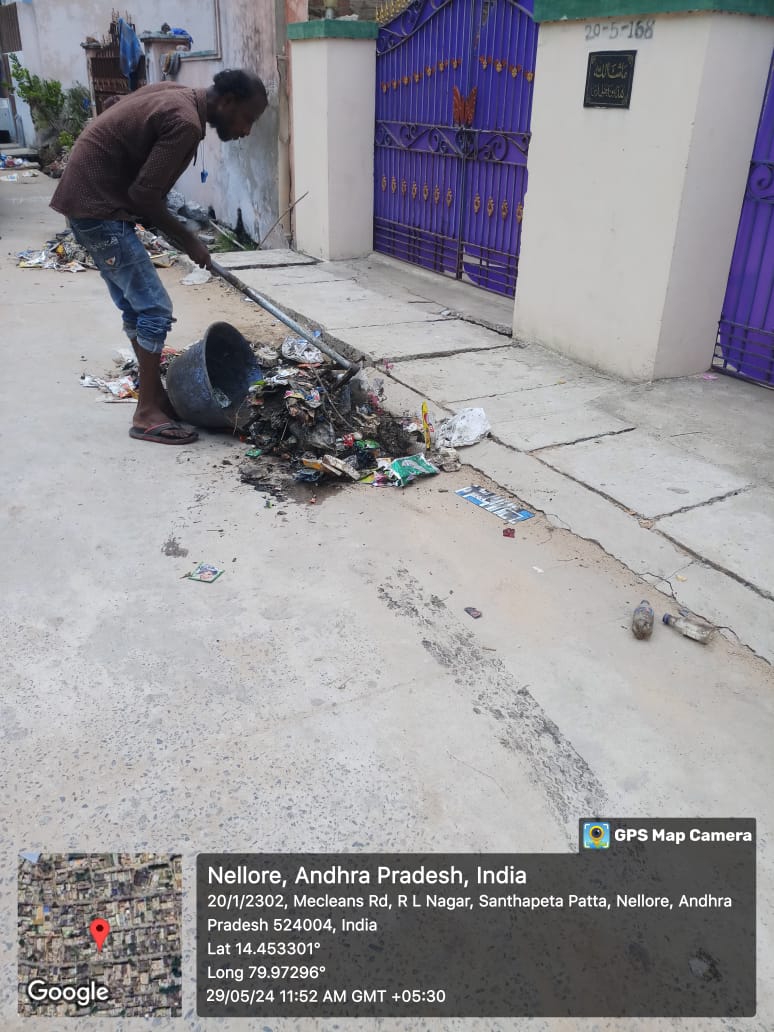 20-5-168
ماشاءالله
GPS Map Camera
Nellore, Andhra Pradesh, India
20/1/2302, Mecleans Rd, R L Nagar, Santhapeta Patta, Nellore, Andhra
Pradesh 524004, India
Lat 14.453301°
Long 79.97296°
29/05/24 11:52 AM GMT +05:30
Google